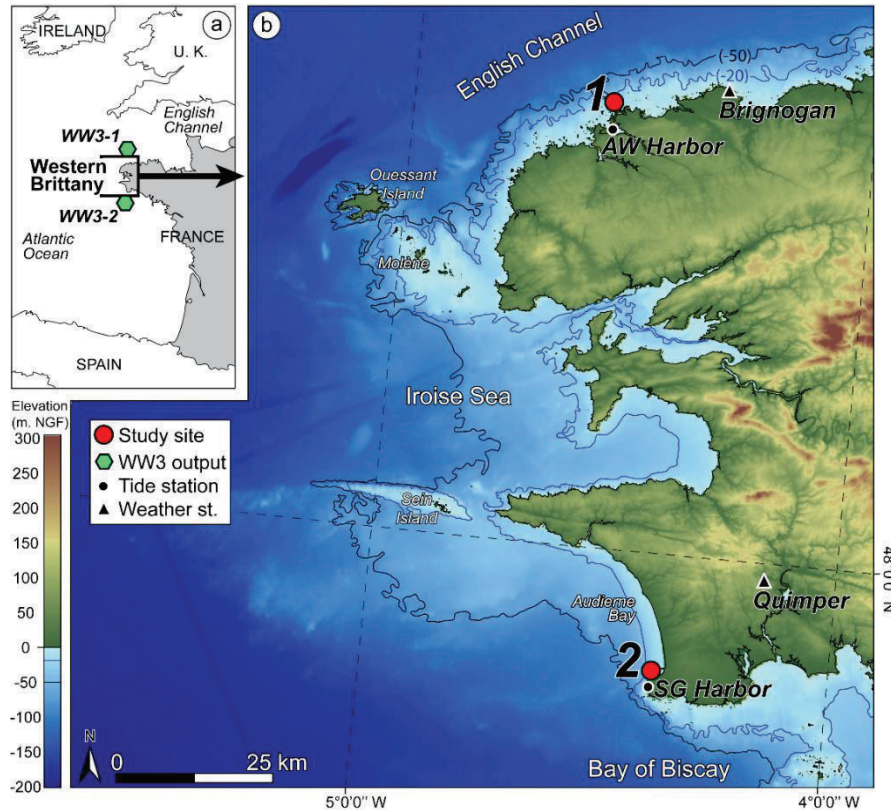 a
IRELAND
U. K.
English
Channel
WW3-1
Western
Brittany
WW3-2
FRANCE
Atlantic
Ocean
SPAIN
b
English Channel
(-50)
(-20)
1
Brignogan
AW Harbor
Ouessant
Island
Molène
Iroise Sea
Sein
Island
Audierne
Bay
Quimper
2
SG Harbor
Bay of Biscay
48°0'0" N
Elevation
(m. NGF)
300
250
200
150
100
50
0
-50
-100
-150
-200
Study site
WW3 output
Tide station
Weather st.
N
0
25 km
5°0'0" W
4°0'0" W